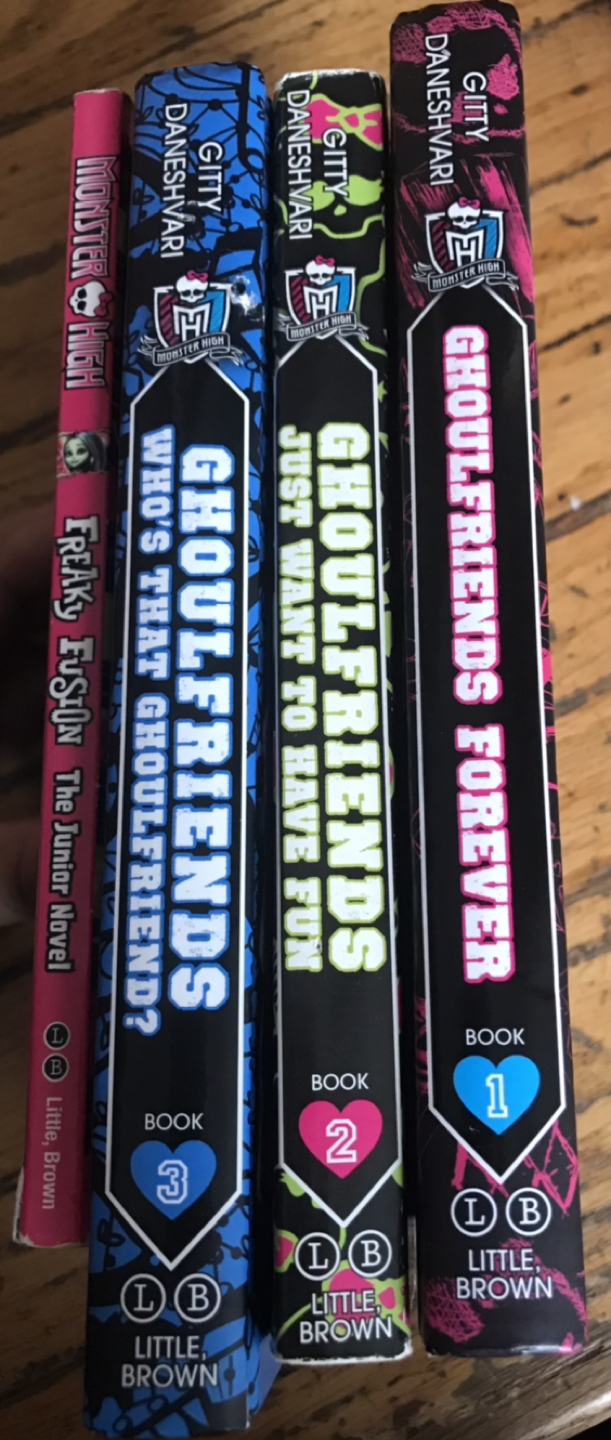 MONSTER HIGH
FREAKY FUSION The Junior Novel
L B
Little, Brown
GITTY
DANESHVARI
MONSTER HIGH
GHOULFRIENDS
WHO'S THAT GHOULFRIEND?
BOOK
3
L B
LITTLE,
BROWN
GITTY
DANESHVARI
MONSTER HIGH
GHOULFRIENDS
JUST WANT TO HAVE FUN
BOOK
2
L B
LITTLE,
BROWN
GITTY
DANESHVARI
MONSTER HIGH
GHOULFRIENDS FOREVER
BOOK
1
L B
LITTLE,
BROWN